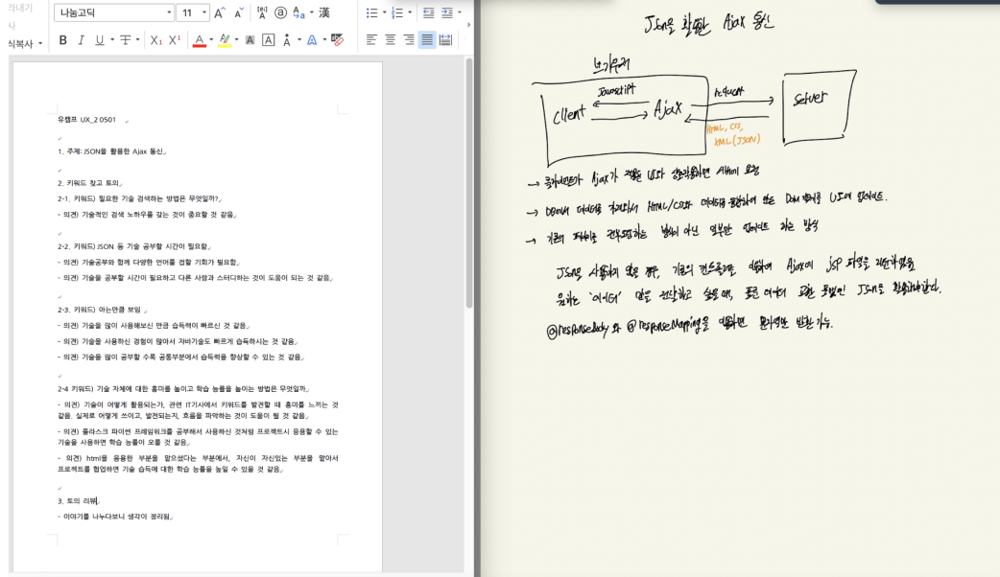 나눔고딕
11
유캠프 UX_2 0501
1. 주제: JSON을 활용한 Ajax 통신
2. 키워드 찾고 토의
2-1. 키워드) 필요한 기술 검색하는 방법은 무엇일까?
- 의견) 기술적인 검색 노하우를 갖는 것이 중요할 것 같음
2-2. 키워드) JSON 등 기술 공부할 시간이 필요함
- 의견) 기술공부와 함께 다양한 언어를 접할 기회가 필요함
- 의견) 기술을 공부할 시간이 필요하고 다른 사람과 스터디하는 것이 도움이 되는 것 같음
2-3. 키워드) 아는만큼 보임
- 의견) 기술을 많이 사용해보신 만큼 습득력이 빠르신 것 같음
- 의견) 기술을 사용하신 경험이 많아서 자바기술도 빠르게 습득하시는 것 같음
- 의견) 기술을 많이 공부할 수록 공통부분에서 습득력을 향상할 수 있는 것 같음
2-4 키워드) 기술 자체에 대한 흥미를 높이고 학습 능률을 높이는 방법은 무엇일까
- 의견) 기술이 어떻게 활용되는가, 관련 IT기사에서 키워드를 발견할 때 흥미를 느끼는 것
같음. 실제로 어떻게 쓰이고, 발전되는지, 흐름을 파악하는 것이 도움이 될 것 같음
- 의견) 플라스크 파이썬 프레임워크를 공부해서 사용하신 것처럼 프로젝트시 응용할 수 있는
기술을 사용하면 학습 능률이 오를 것 같음
- 의견) html을 응용한 부분을 맡으셨다는 부분에서, 자신이 자신있는 부분을 맡아서
프로젝트를 협업하면 기술 습득에 대한 학습 능률을 높일 수 있을 것 같음
3. 토의 리뷰
- 이야기를 나누다보니 생각이 정리됨
Json을 활용한 Ajax 통신
브라우저
Client
Javascript
Ajax
request
Server
HTML, CSS,
XML (JSON)
→ 클라이언트가 Ajax가 적용된 UI와 상호작용하면 서버에 요청
→ DB에서 데이터를 가져와서 HTML/CSS와 데이터를 융합하여 만든 Dom 객체를 UI에 업데이트.
→ 기존의 전부 하는 방식이 아닌 일부만 업데이트 하는 방식
Json을 사용하지 않을 경우, 기존의 컨트롤러를 이용하여 Ajax에 jsp 파일을 리턴하였음
원하는 '데이터' 만을 전달하고 싶을 때, 표준 데이터 교환 포맷인 Json을 활용해야한다.
@responseBody 와 @responseMapping을 이용하면 문자열만 반환 가능.